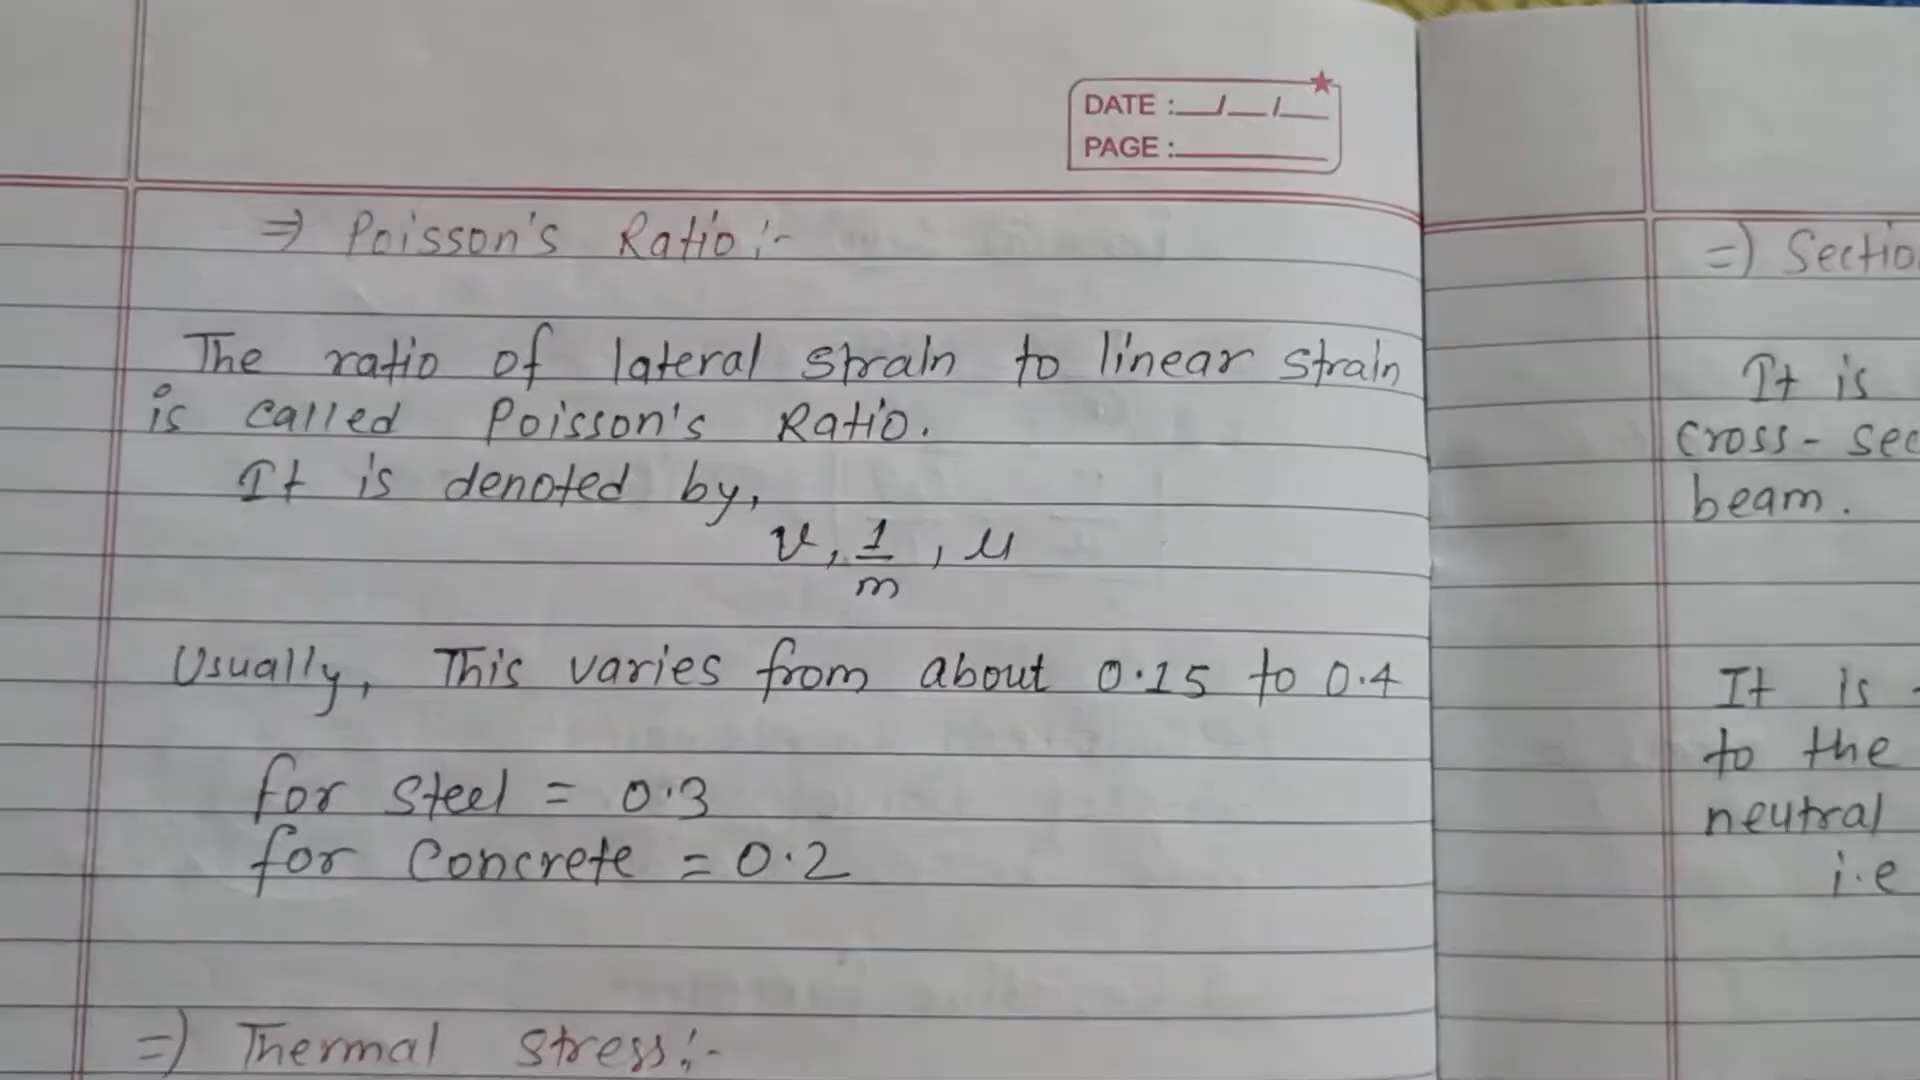 DATE :__/__/__
PAGE :______
⇒ Poisson's Ratio :-
The ratio of lateral strain to linear strain
is called Poisson's Ratio.
It is denoted by,
ν, 1/m, μ
Usually, This varies from about 0.15 to 0.4
for Steel = 0.3
for Concrete = 0.2
⇒ Thermal stress :-
⇒
It is
cross-
beam.
It is
to the
neutral
i.e